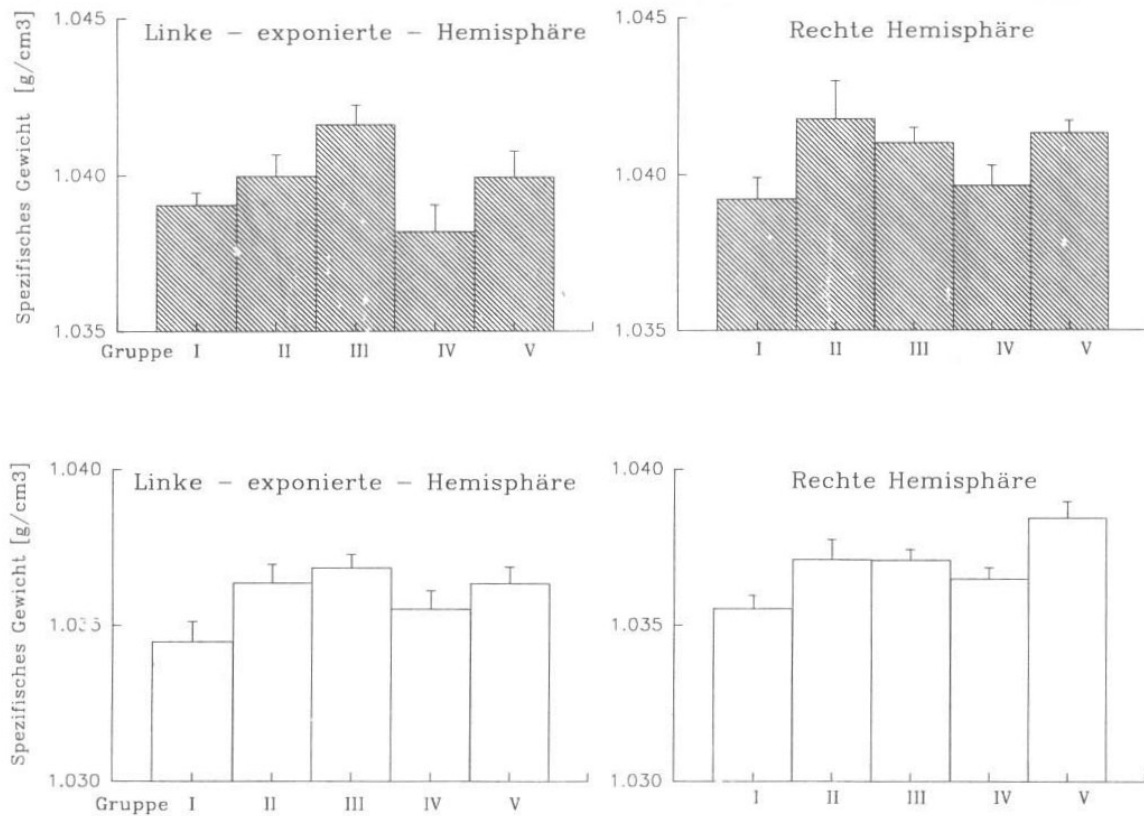 Linke – exponierte – Hemisphäre
Spezifisches Gewicht [g/cm3]
1.045
1.040
1.035
Gruppe I II III IV V
Rechte Hemisphäre
1.045
1.040
1.035
I II III IV V
Linke – exponierte – Hemisphäre
Spezifisches Gewicht [g/cm3]
1.040
1.035
1.030
Gruppe I II III IV V
Rechte Hemisphäre
1.040
1.035
1.030
I II III IV V